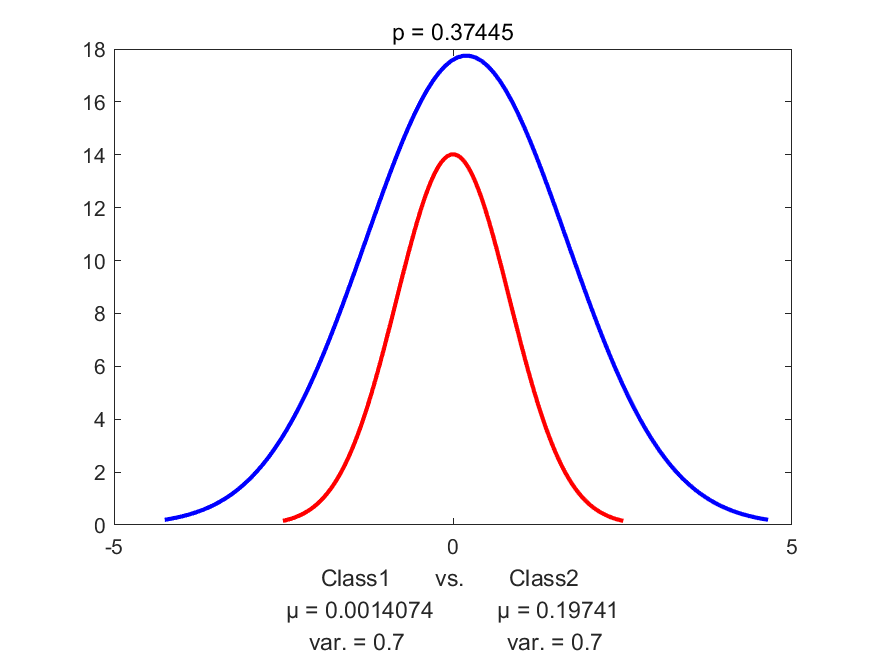 p = 0.37445
18
16
14
12
10
8
6
4
2
0
-5 0 5
Class1 vs. Class2
μ = 0.0014074 μ = 0.19741
var. = 0.7 var. = 0.7